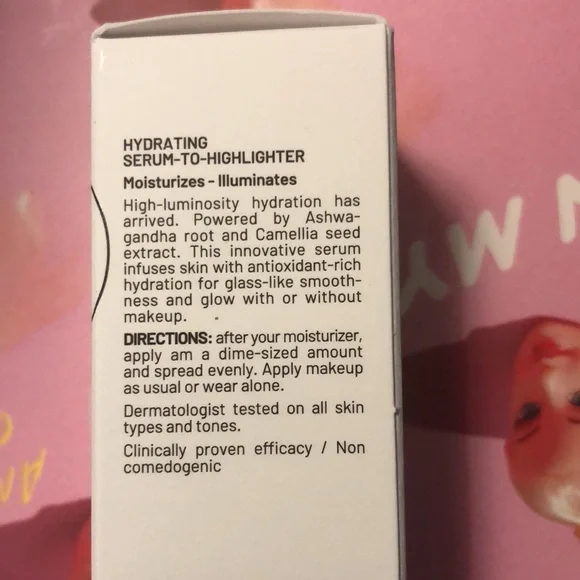 HYDRATING
SERUM-TO-HIGHLIGHTER
Moisturizes - Illuminates
High-luminosity hydration has
arrived. Powered by Ashwa-
gandha root and Camellia seed
extract. This innovative serum
infuses skin with antioxidant-rich
hydration for glass-like smooth-
ness and glow with or without
makeup.
DIRECTIONS: after your moisturizer,
apply am a dime-sized amount
and spread evenly. Apply makeup
as usual or wear alone.
Dermatologist tested on all skin
types and tones.
Clinically proven efficacy / Non
comedogenic